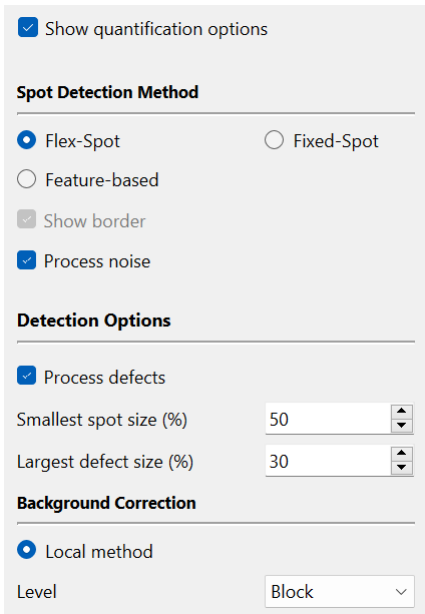 Show quantification options
Spot Detection Method
Flex-Spot Fixed-Spot
Feature-based
Show border
Process noise
Detection Options
Process defects
Smallest spot size (%) 50
Largest defect size (%) 30
Background Correction
Local method
Level Block